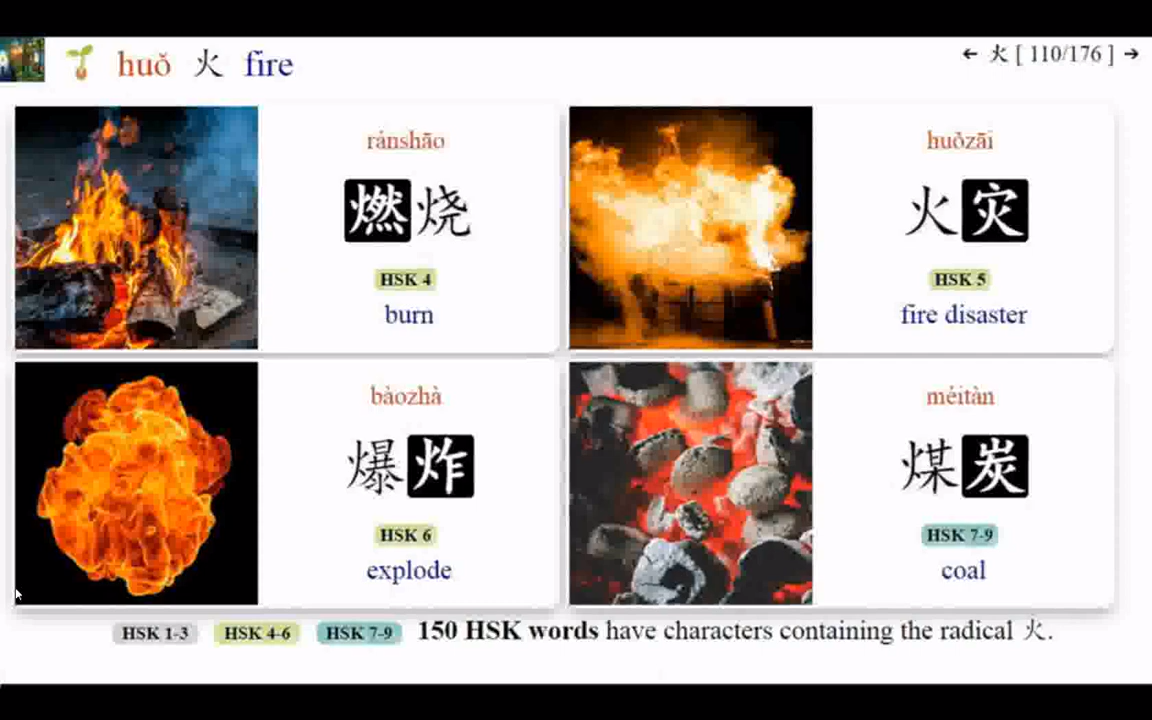 huǒ 火 fire
← 火 [ 110/176 ] →
ránshāo
燃烧
HSK 4
burn
huǒzāi
火灾
HSK 5
fire disaster
bàozhà
爆炸
HSK 6
explode
méitàn
煤炭
HSK 7-9
coal
HSK 1-3 HSK 4-6 HSK 7-9 150 HSK words have characters containing the radical 火.